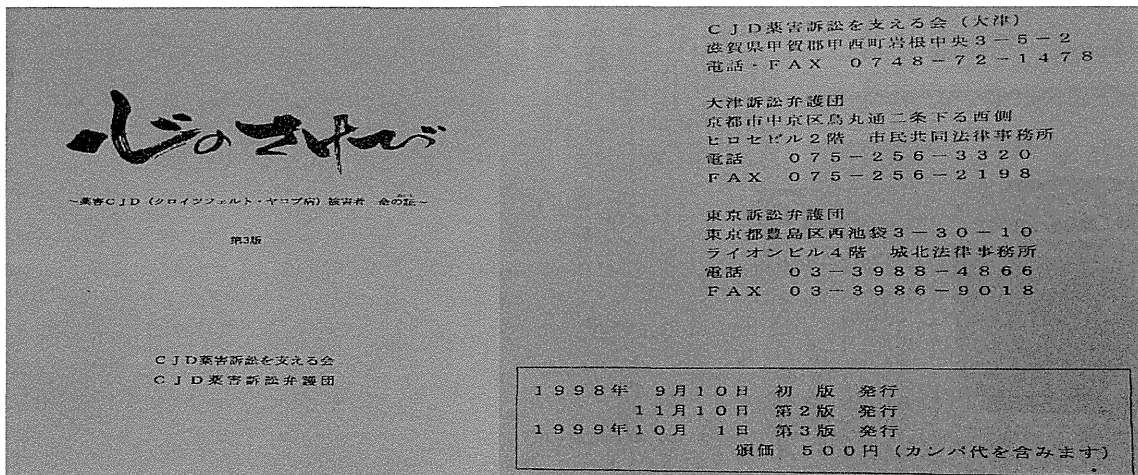 心のさけび
～薬害CJD(クロイツフェルト・ヤコブ病)被害者 命の証～
第3版
CJD薬害訴訟を支える会
CJD薬害訴訟弁護団
CJD薬害訴訟を支える会(大津)
滋賀県甲賀郡甲西町岩根中央3-5-2
電話・FAX 0748-72-1478
大津訴訟弁護団
京都市中京区烏丸通二条下る西側
ヒロセビル2階 市民共同法律事務所
電話 075-256-3320
FAX 075-256-2198
東京訴訟弁護団
東京都豊島区西池袋3-30-10
ライオンビル4階 城北法律事務所
電話 03-3988-4866
FAX 03-3986-9018
1998年 9月10日 初 版 発行
11月10日 第2版 発行
1999年10月 1日 第3版 発行
頒価 500円(カンパ代を含みます)